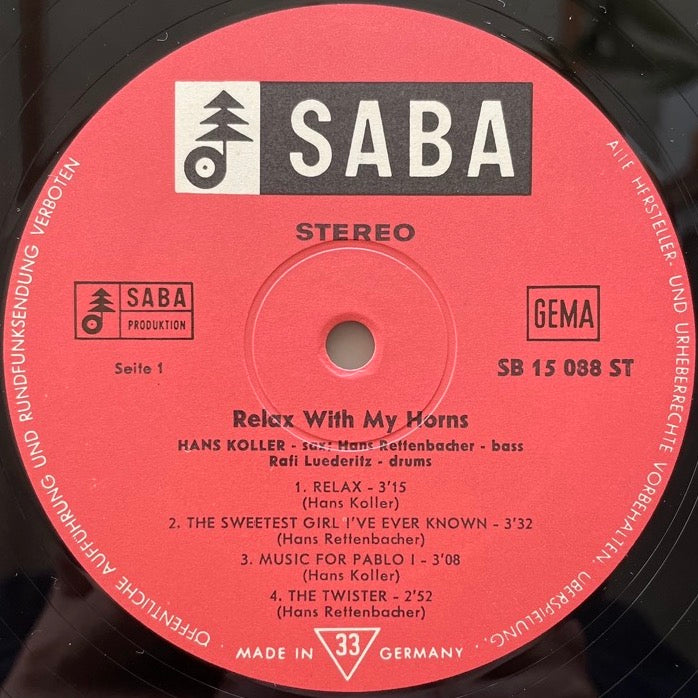 SABA
STEREO
SABA
PRODUKTION
GEMA
Seite 1
SB 15 088 ST
Relax With My Horns
HANS KOLLER - sax; Hans Rettenbacher - bass
Rafi Luederitz - drums
1. RELAX - 3'15
(Hans Koller)
2. THE SWEETEST GIRL I'VE EVER KNOWN - 3'32
(Hans Rettenbacher)
3. MUSIC FOR PABLO I - 3'08
(Hans Koller)
4. THE TWISTER - 2'52
(Hans Rettenbacher)
MADE IN 33 GERMANY
ALLE HERSTELLER- UND URHEBERRECHTE VORBEHALTEN. ÜBERSPIELUNG, ÖFFENTLICHE AUFFÜHRUNG UND RUNDFUNKSENDUNG VERBOTEN